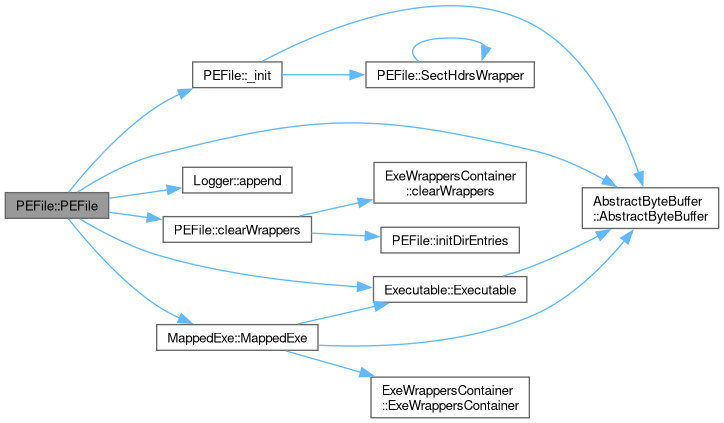 PEFile::PEFile
PEFile::_init
PEFile::SectHdrsWrapper
Logger::append
PEFile::clearWrappers
ExeWrappersContainer
::clearWrappers
PEFile::initDirEntries
AbstractByteBuffer
::AbstractByteBuffer
Executable::Executable
MappedExe::MappedExe
ExeWrappersContainer
::ExeWrappersContainer